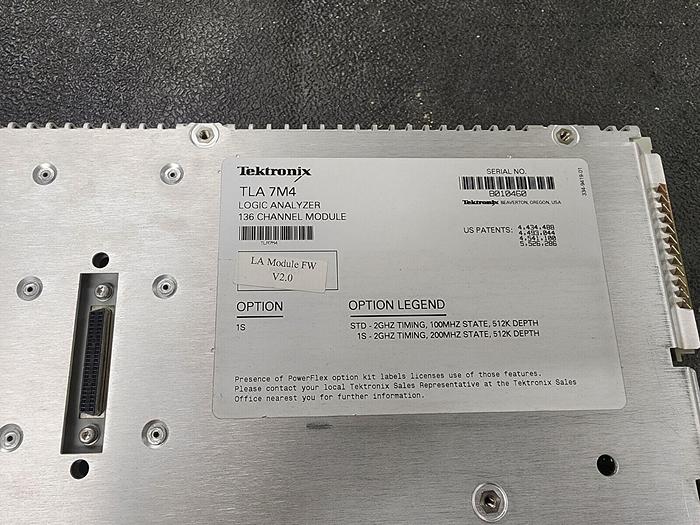 Tektronix
TLA 7M4
LOGIC ANALYZER
136 CHANNEL MODULE
TLA7M4
LA Module FW
V2.0
SERIAL NO.
B010460
Tektronix BEAVERTON, OREGON, USA
US PATENTS: 4.434.488
4.493.044
4.541.100
5.526.286
334-9419-01
OPTION
1S
OPTION LEGEND
STD - 2GHZ TIMING, 100MHZ STATE, 512K DEPTH
1S - 2GHZ TIMING, 200MHZ STATE, 512K DEPTH
Presence of PowerFlex option kit labels licenses use of those features.
Please contact your local Tektronix Sales Representative at the Tektronix Sales
Office nearest you for further information.